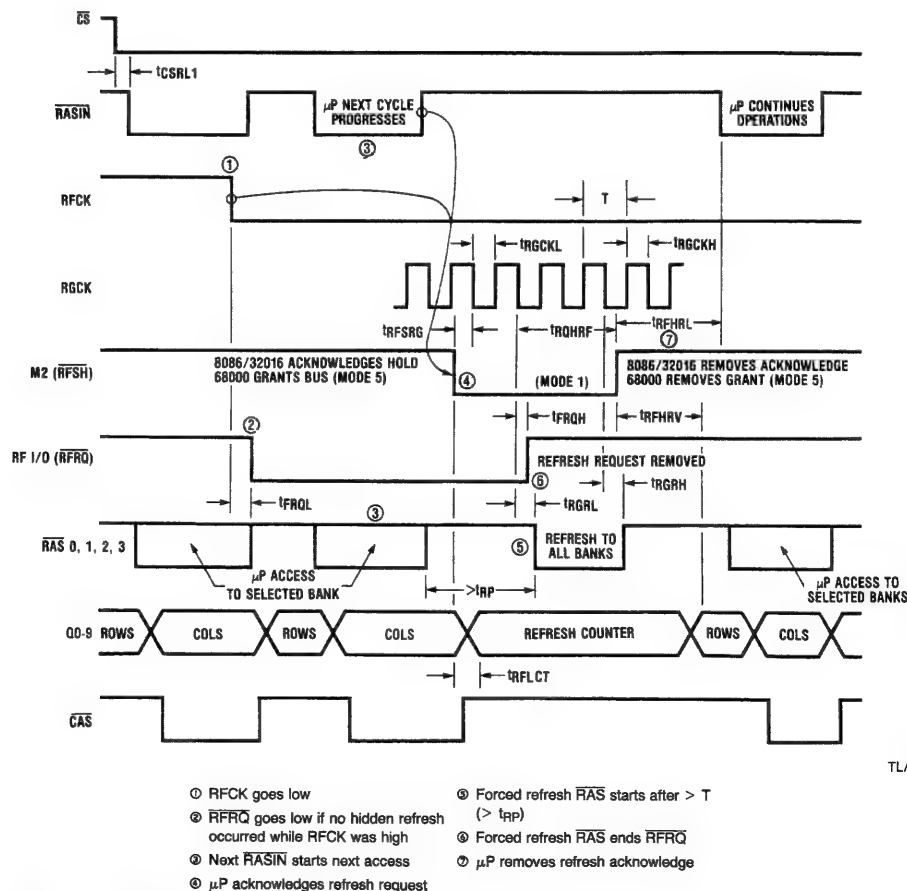 CS
tCSRL1
RASIN
µP NEXT CYCLE
PROGRESSES
③
µP CONTINUES
OPERATIONS
①
RFCK
T
tRGCKL
tRGCKH
RGCK
tRFSRG
tRQHRF
tRFHRL
⑦
M2 (RFSH)
8086/32016 ACKNOWLEDGES HOLD
68000 GRANTS BUS (MODE 5)
④
(MODE 1)
8086/32016 REMOVES ACKNOWLEDGE
68000 REMOVES GRANT (MODE 5)
tFRQH
tRFHRV
②
RF I/O (RFRQ)
REFRESH REQUEST REMOVED
⑥
tFRQL
tRGRL
tRGRH
③
RAS 0, 1, 2, 3
⑤
REFRESH TO
ALL BANKS
µP ACCESS
TO SELECTED BANK
>tRP
µP ACCESS TO
SELECTED BANKS
Q0-9 ROWS COLS ROWS COLS REFRESH COUNTER ROWS COLS
tRFLCT
CAS
TL/
① RFCK goes low
② RFRQ goes low if no hidden refresh
occurred while RFCK was high
③ Next RASIN starts next access
④ µP acknowledges refresh request
⑤ Forced refresh RAS starts after > T
(> tRP)
⑥ Forced refresh RAS ends RFRQ
⑦ µP removes refresh acknowledge